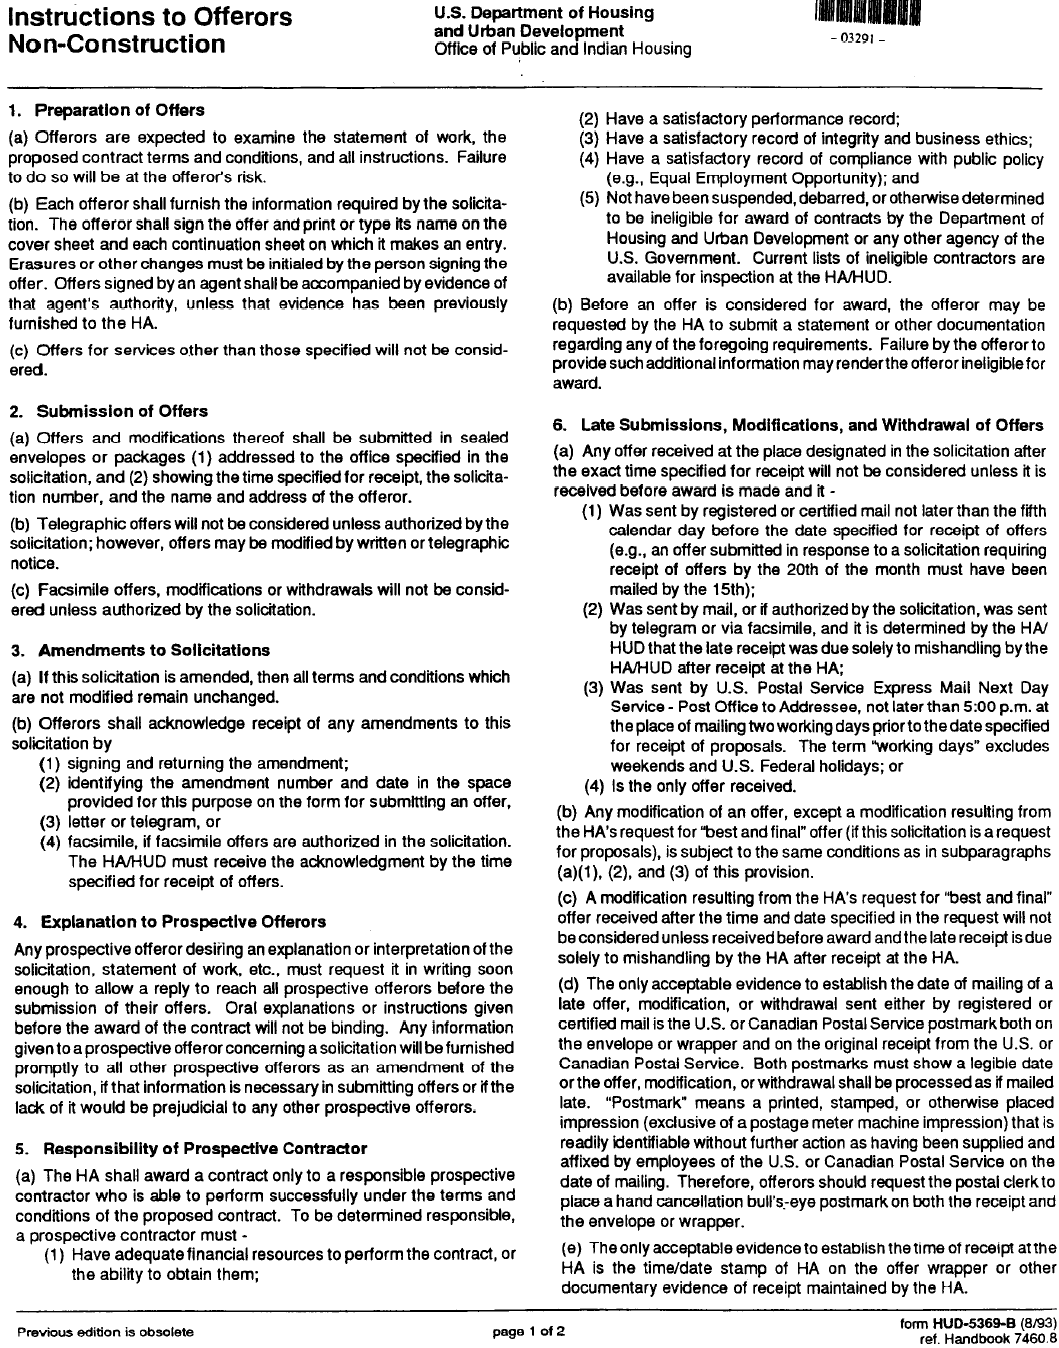 Instructions to Offerors
Non-Construction
U.S. Department of Housing
and Urban Development
Office of Public and Indian Housing
- 03291 -
1. Preparation of Offers
(a) Offerors are expected to examine the statement of work, the
proposed contract terms and conditions, and all instructions. Failure
to do so will be at the offeror's risk.
(b) Each offeror shall furnish the information required by the solicita-
tion. The offeror shall sign the offer and print or type its name on the
cover sheet and each continuation sheet on which it makes an entry.
Erasures or other changes must be initialed by the person signing the
offer. Offers signed by an agent shall be accompanied by evidence of
that agent's authority, unless that evidence has been previously
furnished to the HA.
(c) Offers for services other than those specified will not be consid-
ered.
2. Submission of Offers
(a) Offers and modifications thereof shall be submitted in sealed
envelopes or packages (1) addressed to the office specified in the
solicitation, and (2) showing the time specified for receipt, the solicita-
tion number, and the name and address of the offeror.
(b) Telegraphic offers will not be considered unless authorized by the
solicitation; however, offers may be modified by written or telegraphic
notice.
(c) Facsimile offers, modifications or withdrawals will not be consid-
ered unless authorized by the solicitation.
3. Amendments to Solicitations
(a) If this solicitation is amended, then all terms and conditions which
are not modified remain unchanged.
(b) Offerors shall acknowledge receipt of any amendments to this
solicitation by
(1) signing and returning the amendment;
(2) identifying the amendment number and date in the space
provided for this purpose on the form for submitting an offer,
(3) letter or telegram, or
(4) facsimile, if facsimile offers are authorized in the solicitation.
The HA/HUD must receive the acknowledgment by the time
specified for receipt of offers.
4. Explanation to Prospective Offerors
Any prospective offeror desiring an explanation or interpretation of the
solicitation, statement of work, etc., must request it in writing soon
enough to allow a reply to reach all prospective offerors before the
submission of their offers. Oral explanations or instructions given
before the award of the contract will not be binding. Any information
given to a prospective offeror concerning a solicitation will be furnished
promptly to all other prospective offerors as an amendment of the
solicitation, if that information is necessary in submitting offers or if the
lack of it would be prejudicial to any other prospective offerors.
5. Responsibility of Prospective Contractor
(a) The HA shall award a contract only to a responsible prospective
contractor who is able to perform successfully under the terms and
conditions of the proposed contract. To be determined responsible,
a prospective contractor must -
(1) Have adequate financial resources to perform the contract, or
the ability to obtain them;
(2) Have a satisfactory performance record;
(3) Have a satisfactory record of integrity and business ethics;
(4) Have a satisfactory record of compliance with public policy
(e.g., Equal Employment Opportunity); and
(5) Not have been suspended, debarred, or otherwise determined
to be ineligible for award of contracts by the Department of
Housing and Urban Development or any other agency of the
U.S. Government. Current lists of ineligible contractors are
available for inspection at the HA/HUD.
(b) Before an offer is considered for award, the offeror may be
requested by the HA to submit a statement or other documentation
regarding any of the foregoing requirements. Failure by the offeror to
provide such additional information may render the offeror ineligible for
award.
6. Late Submissions, Modifications, and Withdrawal of Offers
(a) Any offer received at the place designated in the solicitation after
the exact time specified for receipt will not be considered unless it is
received before award is made and it -
(1) Was sent by registered or certified mail not later than the fifth
calendar day before the date specified for receipt of offers
(e.g., an offer submitted in response to a solicitation requiring
receipt of offers by the 20th of the month must have been
mailed by the 15th);
(2) Was sent by mail, or if authorized by the solicitation, was sent
by telegram or via facsimile, and it is determined by the HA/
HUD that the late receipt was due solely to mishandling by the
HA/HUD after receipt at the HA;
(3) Was sent by U.S. Postal Service Express Mail Next Day
Service - Post Office to Addressee, not later than 5:00 p.m. at
the place of mailing two working days prior to the date specified
for receipt of proposals. The term "working days" excludes
weekends and U.S. Federal holidays; or
(4) Is the only offer received.
(b) Any modification of an offer, except a modification resulting from
the HA's request for "best and final" offer (if this solicitation is a request
for proposals), is subject to the same conditions as in subparagraphs
(a)(1), (2), and (3) of this provision.
(c) A modification resulting from the HA's request for "best and final"
offer received after the time and date specified in the request will not
be considered unless received before award and the late receipt is due
solely to mishandling by the HA after receipt at the HA.
(d) The only acceptable evidence to establish the date of mailing of a
late offer, modification, or withdrawal sent either by registered or
certified mail is the U.S. or Canadian Postal Service postmark both on
the envelope or wrapper and on the original receipt from the U.S. or
Canadian Postal Service. Both postmarks must show a legible date
or the offer, modification, or withdrawal shall be processed as if mailed
late. "Postmark" means a printed, stamped, or otherwise placed
impression (exclusive of a postage meter machine impression) that is
readily identifiable without further action as having been supplied and
affixed by employees of the U.S. or Canadian Postal Service on the
date of mailing. Therefore, offerors should request the postal clerk to
place a hand cancellation bull's-eye postmark on both the receipt and
the envelope or wrapper.
(e) The only acceptable evidence to establish the time of receipt at the
HA is the time/date stamp of HA on the offer wrapper or other
documentary evidence of receipt maintained by the HA.
Previous edition is obsolete
page 1 of 2
form HUD-5369-B (8/93)
ref. Handbook 7460.8